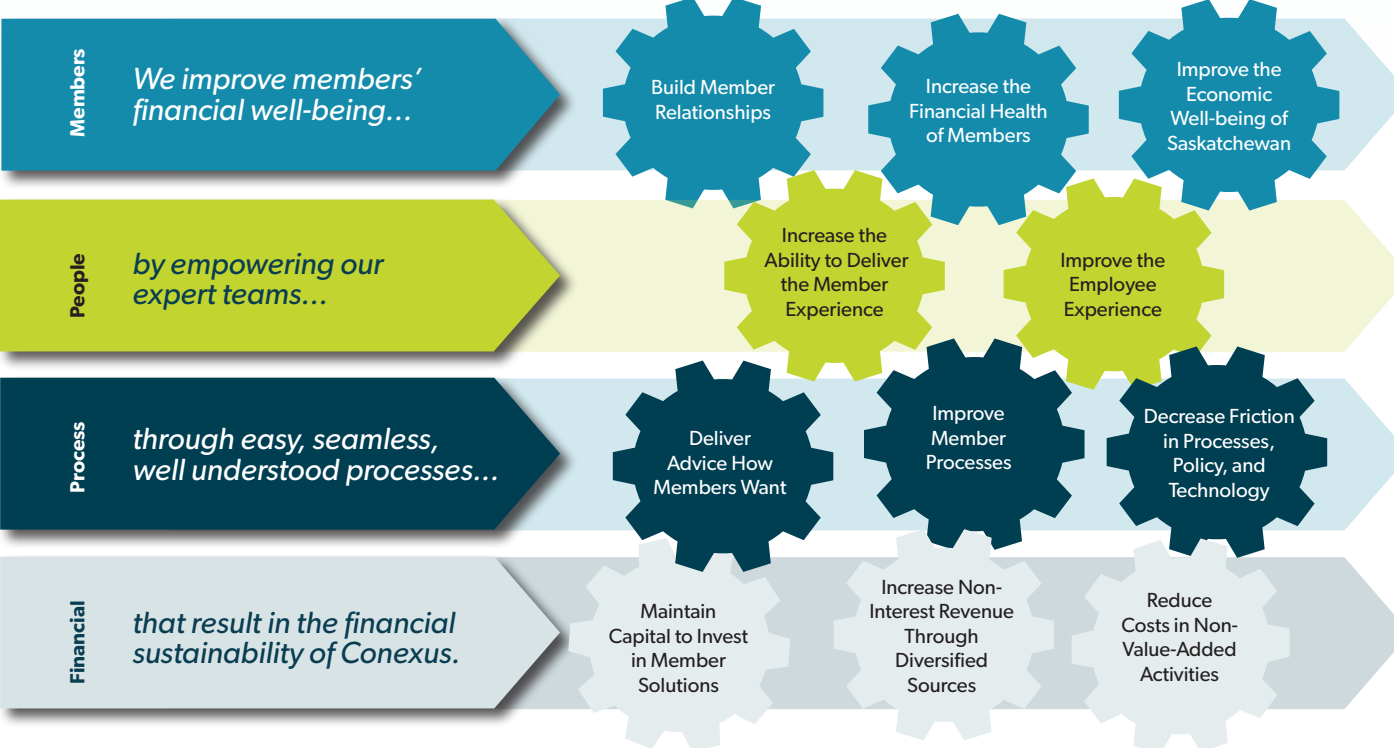 Members
We improve members’
financial well-being…
Build Member
Relationships
Increase the
Financial Health
of Members
Improve the
Economic
Well-being of
Saskatchewan
People
by empowering our
expert teams…
Increase the
Ability to Deliver
the Member
Experience
Improve the
Employee
Experience
Process
through easy, seamless,
well understood processes…
Deliver
Advice How
Members Want
Improve
Member
Processes
Decrease Friction
in Processes,
Policy, and
Technology
Financial
that result in the financial
sustainability of Conexus.
Maintain
Capital to Invest
in Member
Solutions
Increase Non-
Interest Revenue
Through
Diversified
Sources
Reduce
Costs in Non-
Value-Added
Activities